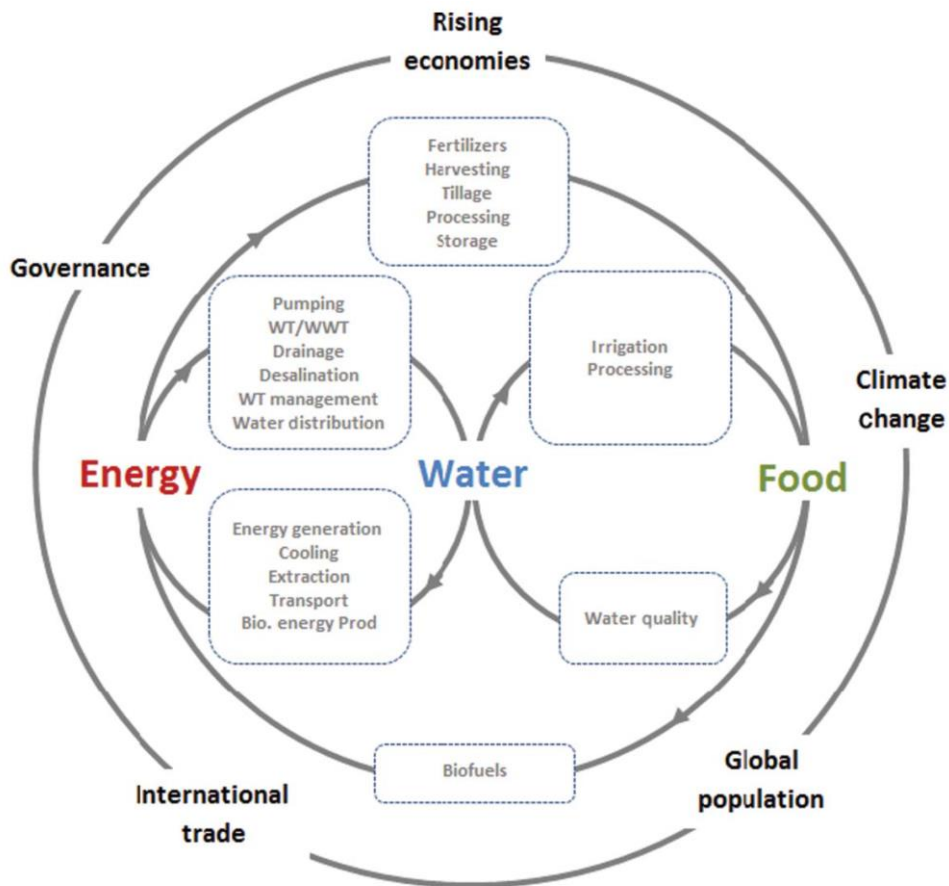 Rising
economies
Fertilizers
Harvesting
Tillage
Processing
Storage
Governance
Pumping
WT/WWT
Drainage
Desalination
WT management
Water distribution
Irrigation
Processing
Climate
change
Energy
Water
Food
Energy generation
Cooling
Extraction
Transport
Bio. energy Prod
Water quality
Biofuels
Global
population
International
trade